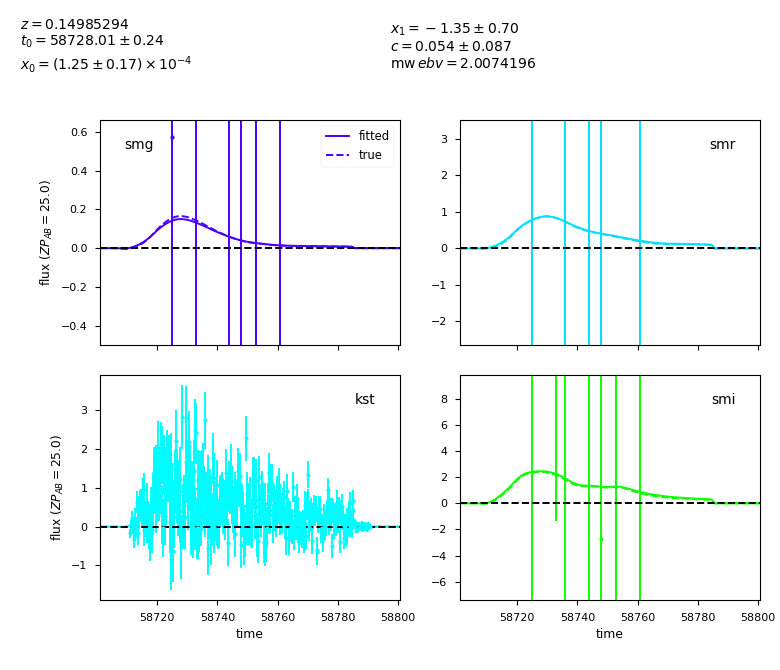 z = 0.14985294
t₀ = 58728.01 ± 0.24
x₀ = (1.25 ± 0.17) × 10⁻⁴
x₁ = −1.35 ± 0.70
c = 0.054 ± 0.087
mwebv = 2.0074196
smg
fitted
true
flux (ZP_AB = 25.0)
0.6
0.4
0.2
0.0
−0.2
−0.4
smr
3
2
1
0
−1
−2
kst
flux (ZP_AB = 25.0)
3
2
1
0
−1
58720 58740 58760 58780 58800
time
smi
8
6
4
2
0
−2
−4
−6
58720 58740 58760 58780 58800
time